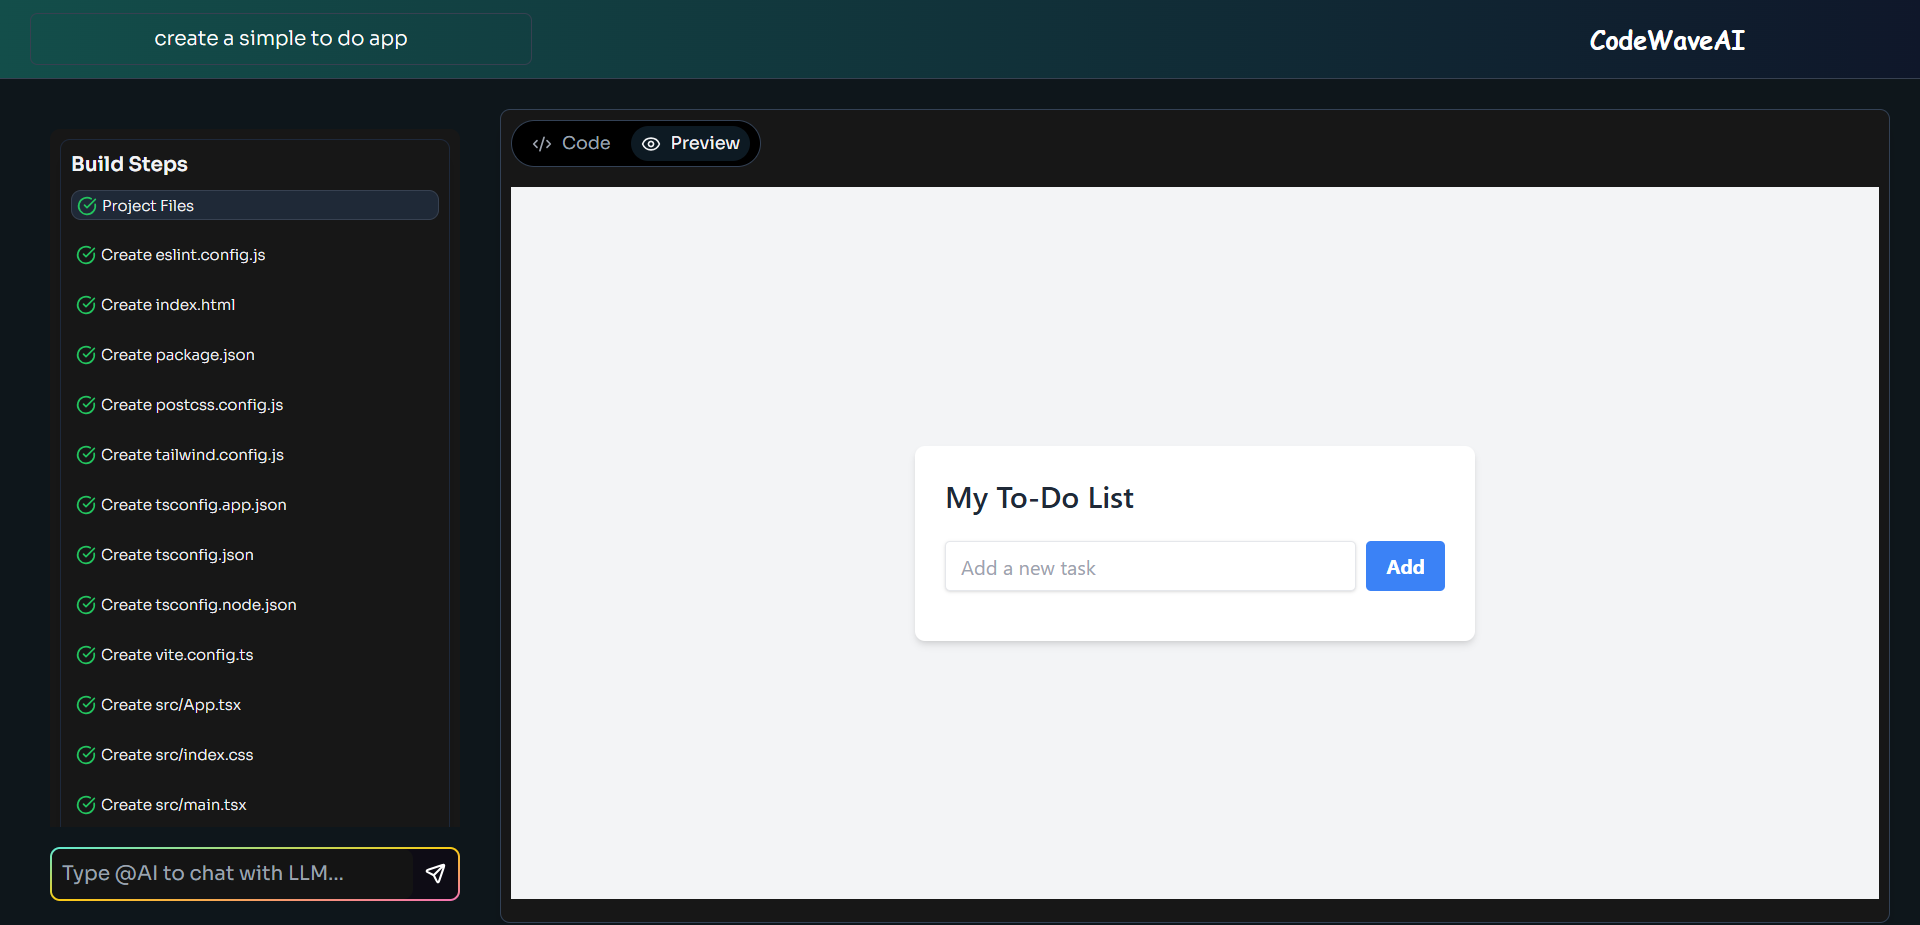 create a simple to do app
CodeWaveAI
Build Steps
Project Files
Create eslint.config.js
Create index.html
Create package.json
Create postcss.config.js
Create tailwind.config.js
Create tsconfig.app.json
Create tsconfig.json
Create tsconfig.node.json
Create vite.config.ts
Create src/App.tsx
Create src/index.css
Create src/main.tsx
Type @AI to chat with LLM...
</> Code
Preview
My To-Do List
Add a new task
Add